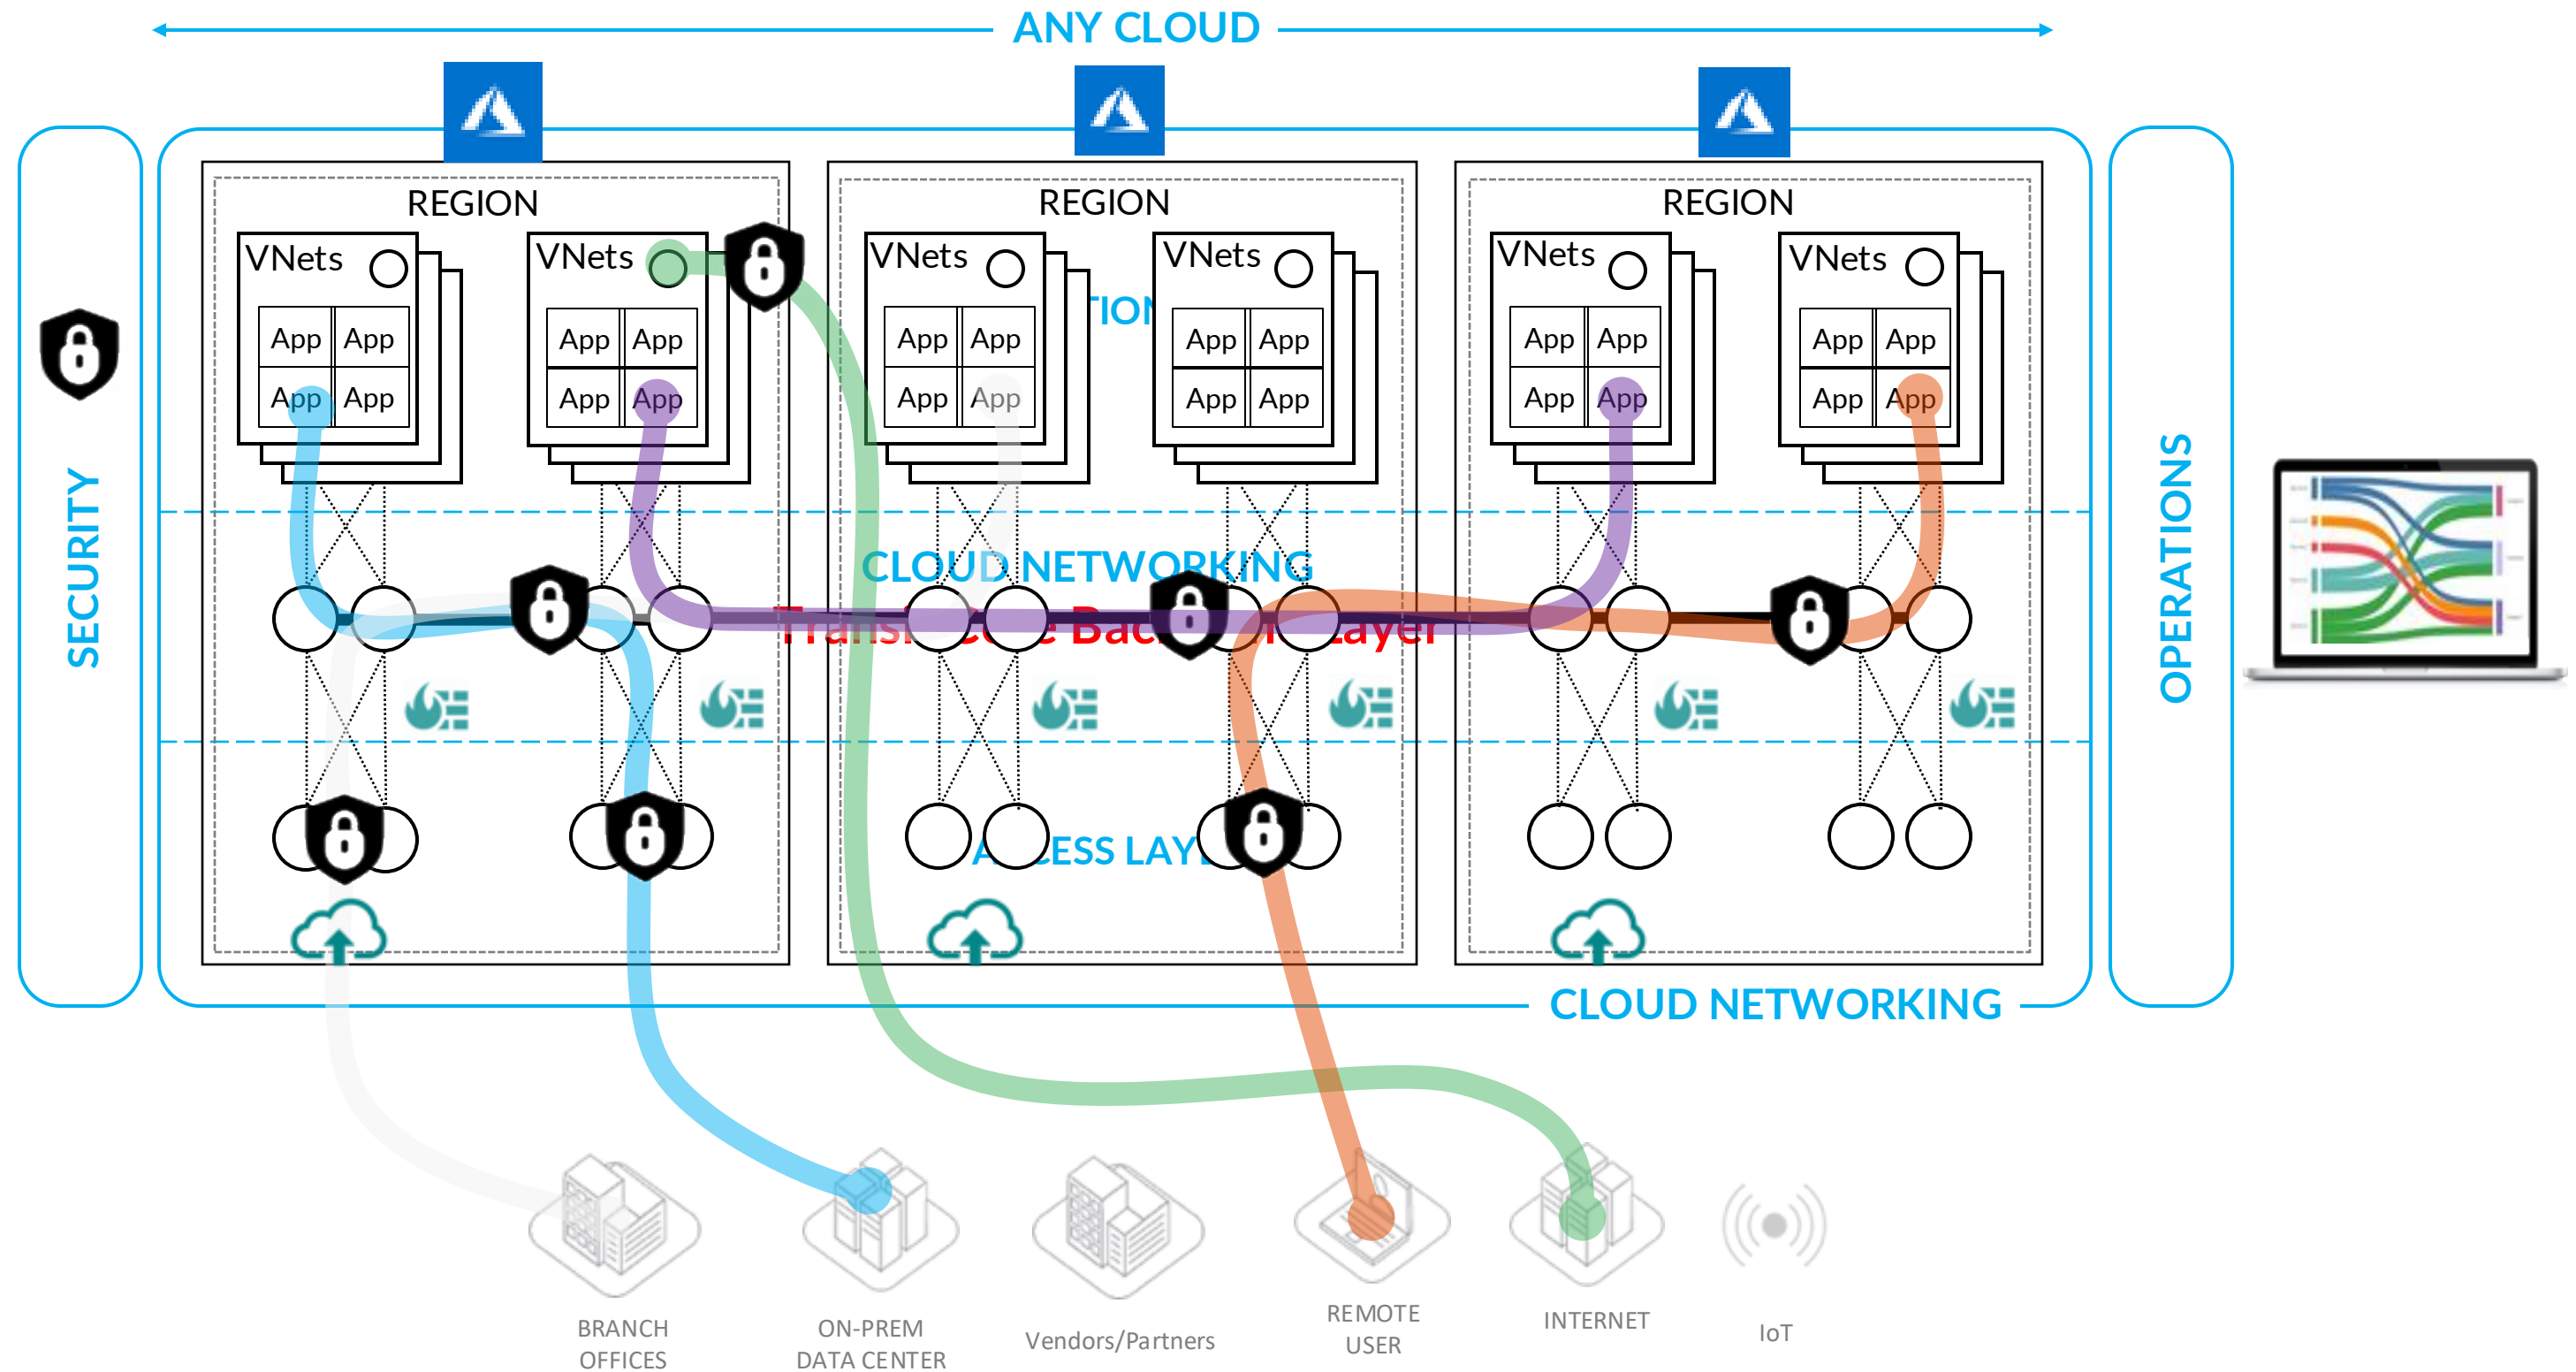 ANY CLOUD
REGION
REGION
REGION
VNets
VNets
VNets
VNets
VNets
VNets
App App
App App
App App
App App
App App
App App
App App
App App
App App
App App
App App
App App
SECURITY
OPERATIONS
CLOUD NETWORKING
Layer
CLOUD NETWORKING
BRANCH
OFFICES
ON-PREM
DATA CENTER
Vendors/Partners
REMOTE
USER
INTERNET
IoT